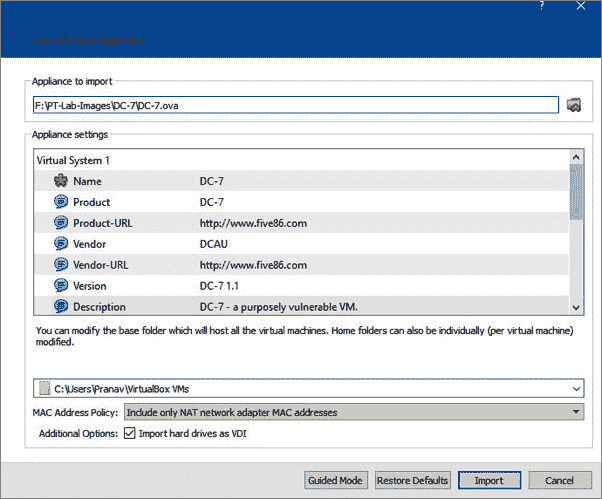 ?
Appliance to import
F:\PT-Lab-Images\DC-7\DC-7.ova
Appliance settings
Virtual System 1
Name DC-7
Product DC-7
Product-URL http://www.five86.com
Vendor DCAU
Vendor-URL http://www.five86.com
Version DC-7 1.1
Description DC-7 - a purposely vulnerable VM.
You can modify the base folder which will host all the virtual machines. Home folders can also be individually (per virtual machine)
modified.
C:\Users\Pranav\VirtualBox VMs
MAC Address Policy: Include only NAT network adapter MAC addresses
Additional Options: Import hard drives as VDI
Guided Mode Restore Defaults Import Cancel